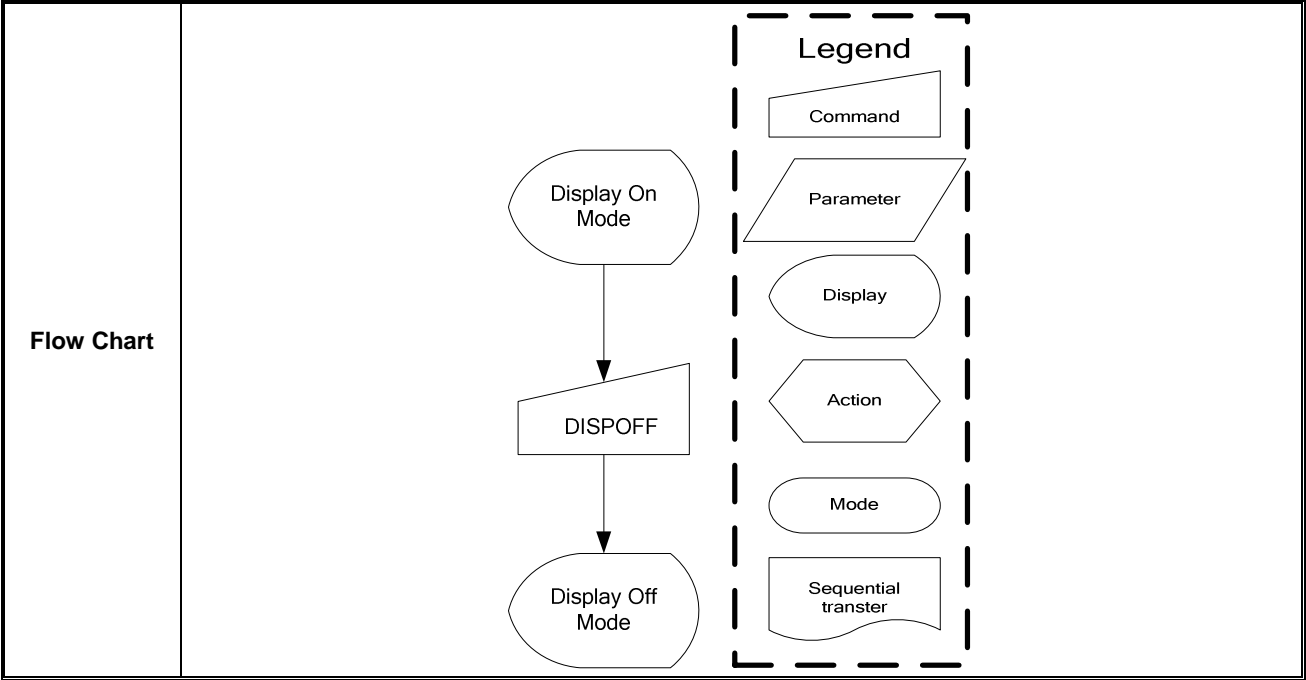 Flow Chart
Display On
Mode
DISPOFF
Display Off
Mode
Legend
Command
Parameter
Display
Action
Mode
Sequential
transter